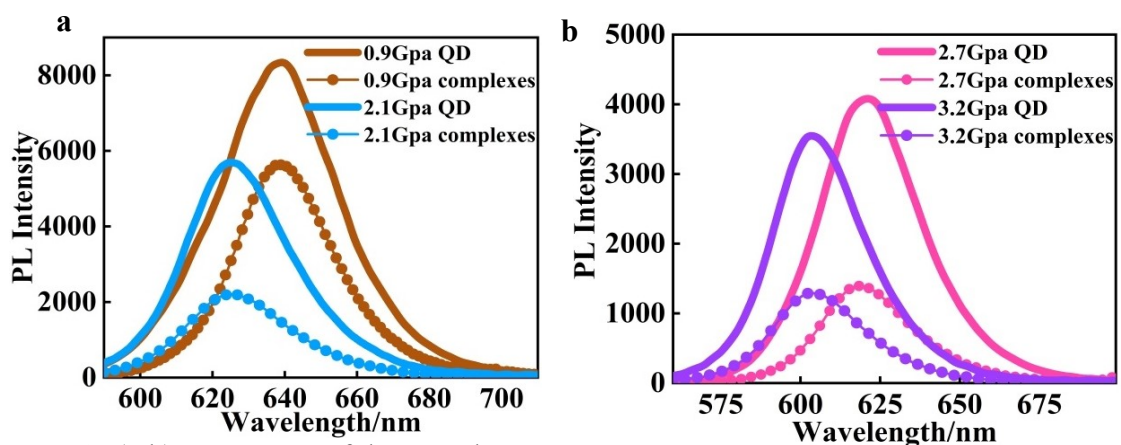 a
0.9Gpa QD
0.9Gpa complexes
2.1Gpa QD
2.1Gpa complexes
8000
6000
4000
2000
0
PL Intensity
600
620
640
660
680
700
Wavelength/nm
b
2.7Gpa QD
2.7Gpa complexes
3.2Gpa QD
3.2Gpa complexes
5000
4000
3000
2000
1000
0
PL Intensity
575
600
625
650
675
Wavelength/nm